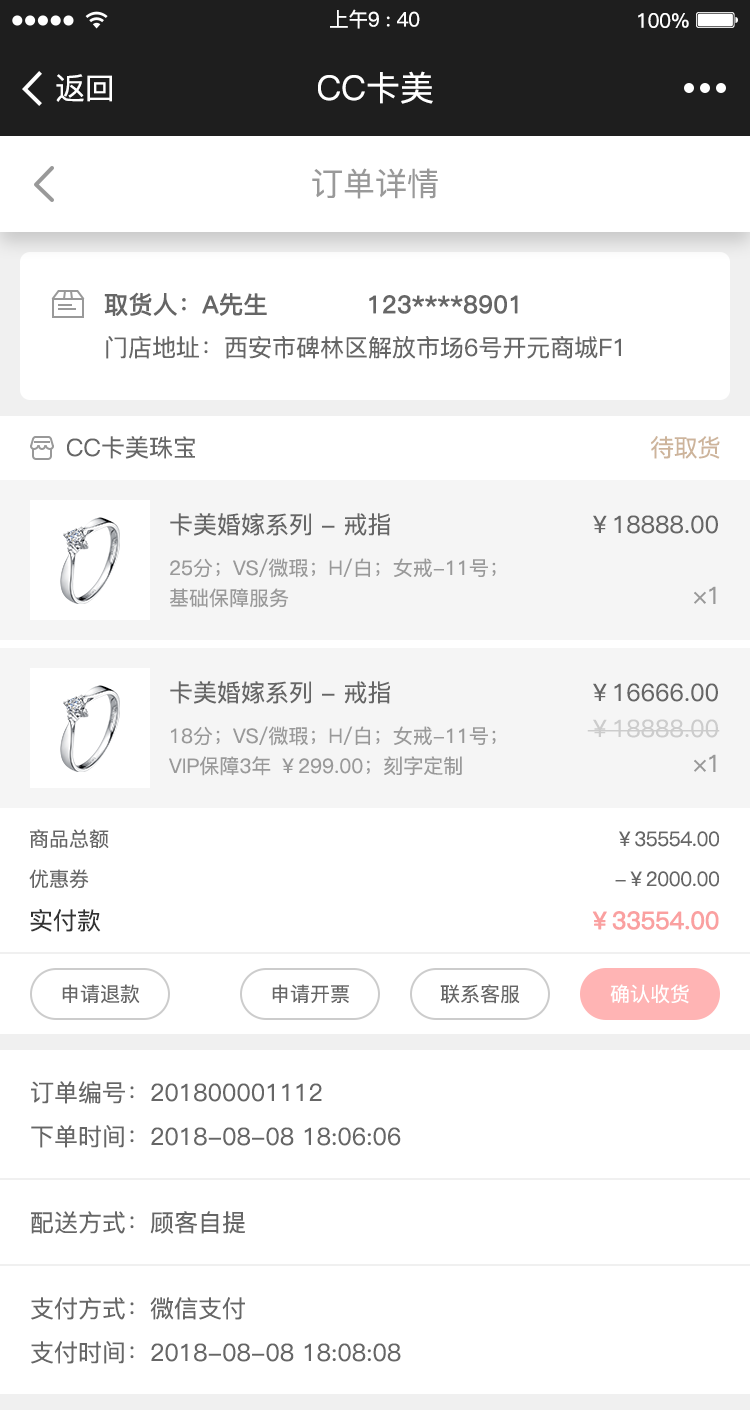 上午9 : 40
100%
返回
CC卡美
订单详情
取货人：A先生 123****8901
门店地址：西安市碑林区解放市场6号开元商城F1
CC卡美珠宝 待取货
卡美婚嫁系列 – 戒指 ￥18888.00
25分；VS/微瑕；H/白；女戒–11号；
基础保障服务 ×1
卡美婚嫁系列 – 戒指 ￥16666.00
18分；VS/微瑕；H/白；女戒–11号； ￥18888.00
VIP保障3年 ￥299.00；刻字定制 ×1
商品总额 ￥35554.00
优惠券 –￥2000.00
实付款 ￥33554.00
申请退款 申请开票 联系客服 确认收货
订单编号：201800001112
下单时间：2018–08–08 18:06:06
配送方式：顾客自提
支付方式：微信支付
支付时间：2018–08–08 18:08:08